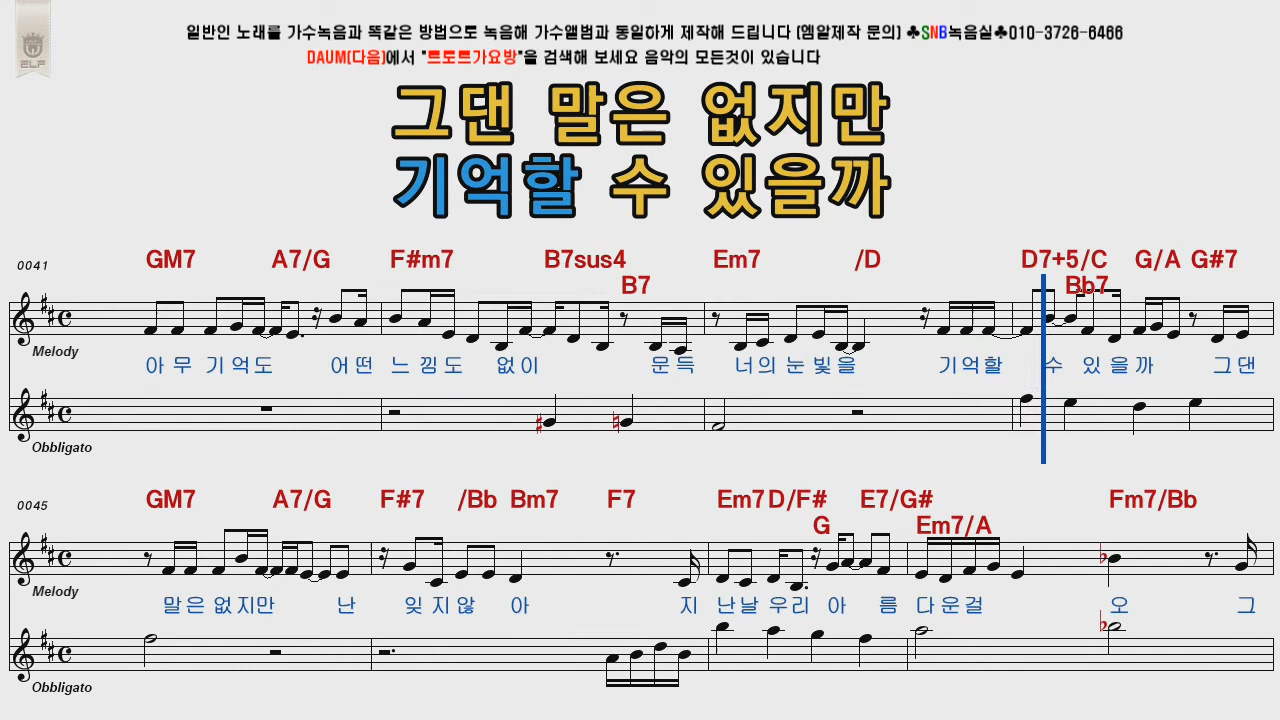 일반인 노래를 가수녹음과 똑같은 방법으로 녹음해 가수앨범과 동일하게 제작해 드립니다 (엠알제작 문의) ♣SNB녹음실♣010-3726-6466
DAUM(다음)에서 "트로트가요방"을 검색해 보세요 음악의 모든것이 있습니다
ELF
그댄 말은 없지만
기억할 수 있을까
0041
GM7 A7/G F#m7 B7sus4 B7 Em7 /D D7+5/C Bb7 G/A G#7
Melody
아무 기억도 어떤 느낌도 없이 문득 너의 눈빛을 기억할 수 있을까 그댄
Obbligato
0045
GM7 A7/G F#7 /Bb Bm7 F7 Em7 D/F# G E7/G# Em7/A Fm7/Bb
Melody
말은 없지만 난 잊지않아 지난날 우리 아름다운걸 오 그
Obbligato